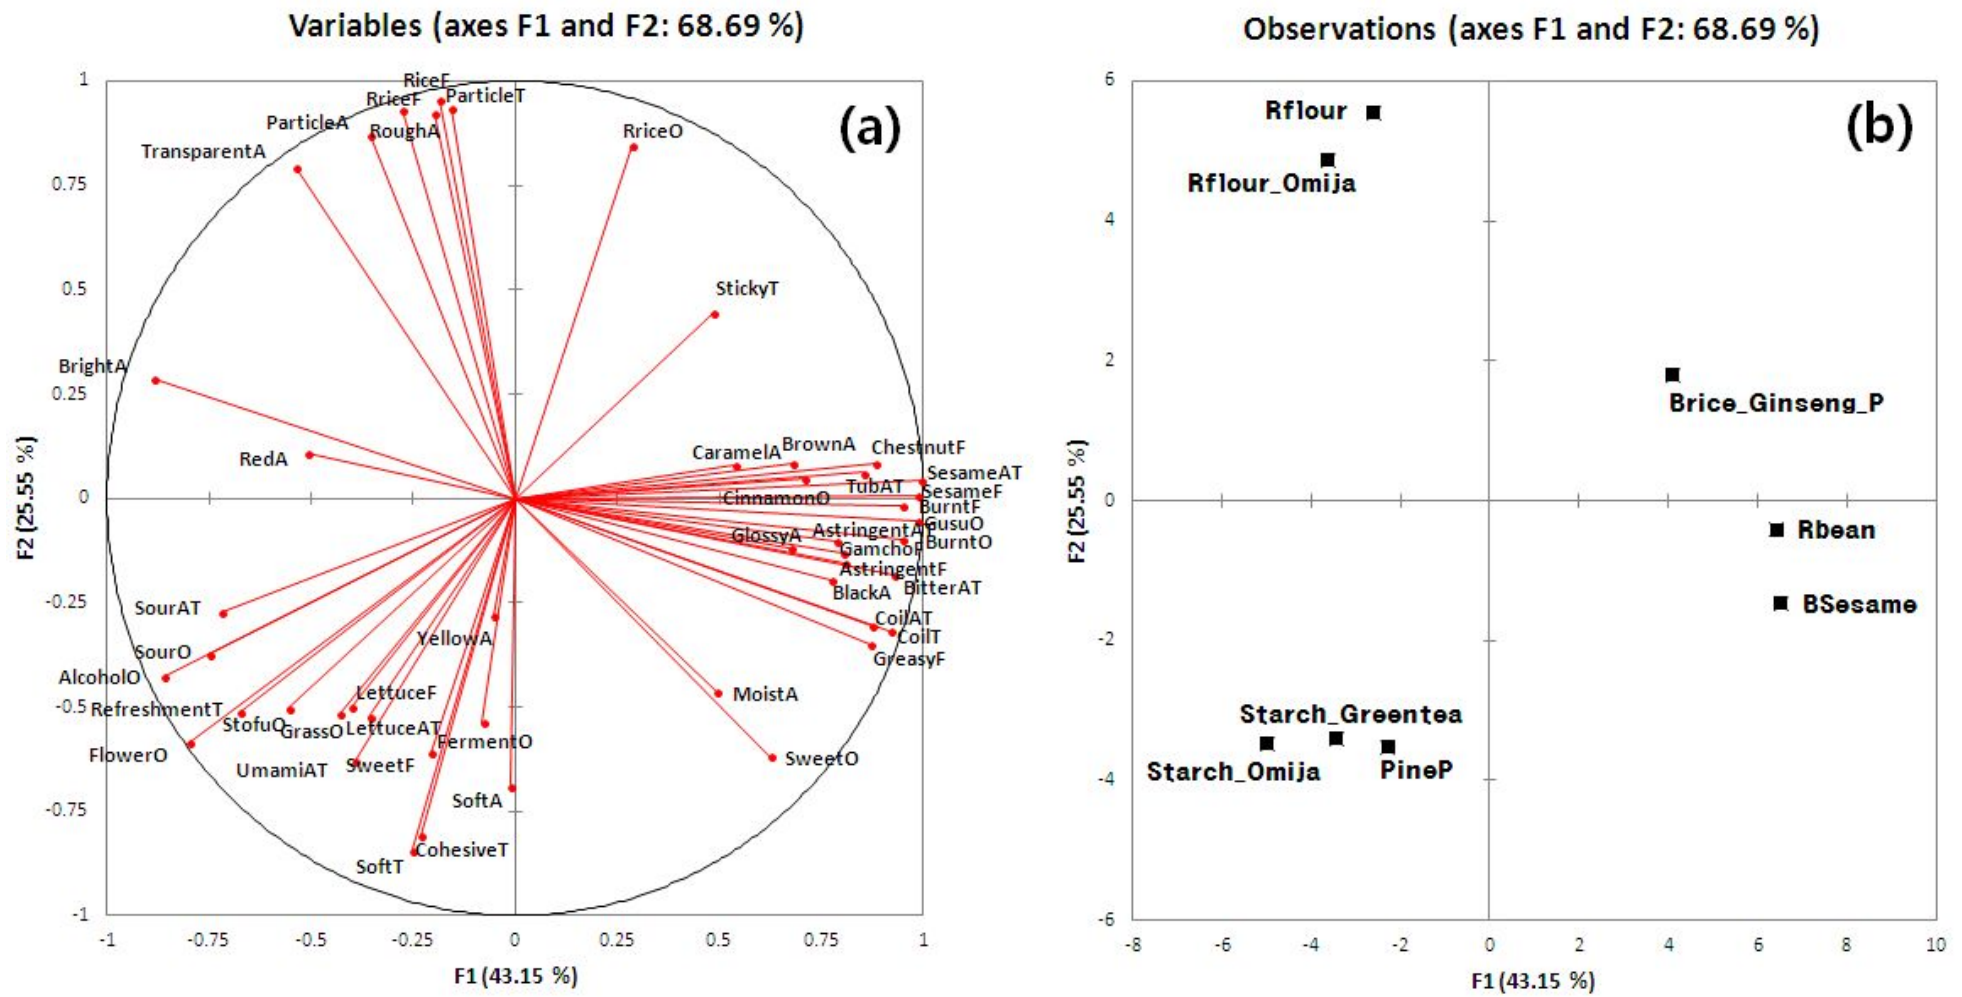 Variables (axes F1 and F2: 68.69 %)
(a)
1
0.75
0.5
0.25
0
-0.25
-0.5
-0.75
-1
F2 (25.55 %)
RiceF
RriceF
ParticleT
ParticleA
RoughA
RriceO
TransparentA
StickyT
BrightA
RedA
CaramelA
BrownA
ChestnutF
SesameAT
TubAT
SesameF
CinnamonO
BurntF
GusuO
AstringentAT
GlossyA
BurntO
GamchoF
AstringentF
BitterAT
BlackA
SourAT
CoilAT
YellowA
CoilT
SourO
GreasyF
AlcoholO
LettuceF
MoistA
RefreshmentT
StofuO
GrassO
LettuceAT
FermentO
FlowerO
SweetO
UmamiAT
SweetF
SoftA
CohesiveT
SoftT
-1 -0.75 -0.5 -0.25 0 0.25 0.5 0.75 1
F1 (43.15 %)
Observations (axes F1 and F2: 68.69 %)
(b)
6
4
2
0
-2
-4
-6
F2 (25.55 %)
Rflour
Rflour_Omija
Brice_Ginseng_P
Rbean
BSesame
Starch_Greentea
Starch_Omija
PineP
-8 -6 -4 -2 0 2 4 6 8 10
F1 (43.15 %)